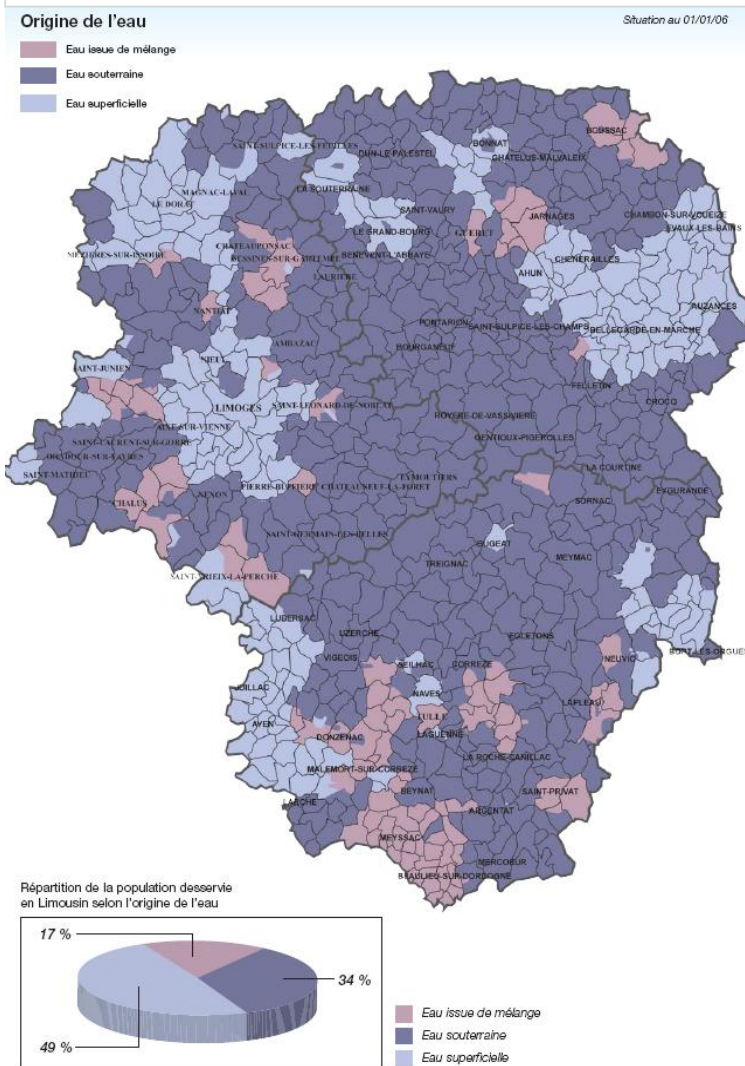 Origine de l'eau
Situation au 01/01/06
Eau issue de mélange
Eau souterraine
Eau superficielle
BOUSSAC
SAINT-SULPICE-LES-FEUILLES
DUN-LE-PALESTEL
BONNAT
CHATELUS-MALVALEIX
LA SOUTERRAINE
MAGNAC-LAVAL
LE DORAT
SAINT-VAURY
JARNAGES
CHAMBON-SUR-VOUEIZE
EVAUX-LES-BAINS
LE GRAND-BOURG
GUERET
CHATEAUPONSAC
MEZIERES-SUR-ISSOIRE
BESSINES-SUR-GARTEMPE
BENEVENT-L'ABBAYE
CHENERAILLES
AHUN
LAURIERE
AUZANCES
NANTIAT
PONTARION
SAINT-SULPICE-LES-CHAMPS
BELLEGARDE-EN-MARCHE
AMBAZAC
BOURGANEUF
NIEUL
SAINT-JUNIEN
FELLETIN
CROCQ
LIMOGES
SAINT-LEONARD-DE-NOBLAT
ROYERE-DE-VASSIVIERE
AIXE-SUR-VIENNE
GENTIOUX-PIGEROLLES
SAINT-LAURENT-SUR-GORRE
ORADOUR-SUR-VAYRES
LA COURTINE
SAINT-MATHIEU
EYMOUTIERS
PIERRE-BUFFIERE
CHATEAUNEUF-LA-FORET
EYGURANDE
NEXON
CHALUS
SORNAC
SAINT-GERMAIN-LES-BELLES
BUGEAT
MEYMAC
TREIGNAC
SAINT-YRIEIX-LA-PERCHE
LUBERSAC
UZERCHE
EGLETONS
BORT-LES-ORGUES
VIGEOIS
SEILHAC
CORREZE
NEUVIC
JUILLAC
NAVES
LAPLEAU
AYEN
TULLE
DONZENAC
LAGUENNE
LA ROCHE-CANILLAC
MALEMORT-SUR-CORREZE
BEYNAT
SAINT-PRIVAT
LARCHE
ARGENTAT
MEYSSAC
MERCOEUR
BEAULIEU-SUR-DORDOGNE
Répartition de la population desservie
en Limousin selon l'origine de l'eau
17 %
34 %
49 %
Eau issue de mélange
Eau souterraine
Eau superficielle